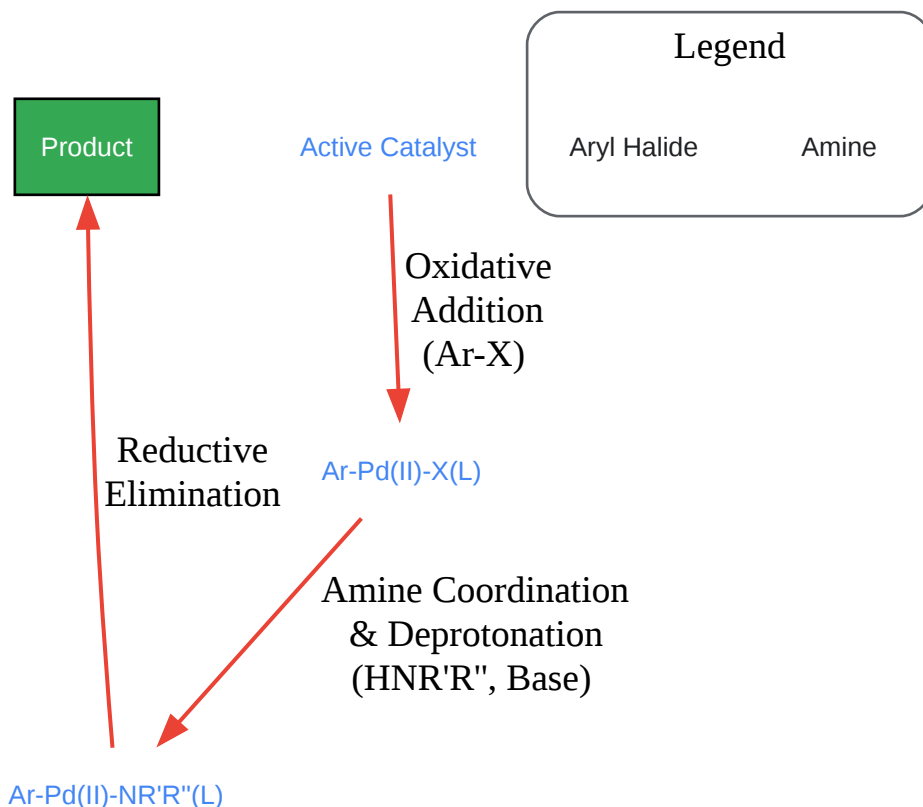 Legend
Product
Active Catalyst
Aryl Halide
Amine
Oxidative
Addition
(Ar-X)
Reductive
Elimination
Ar-Pd(II)-X(L)
Amine Coordination
& Deprotonation
(HNR'R", Base)
Ar-Pd(II)-NR'R"(L)